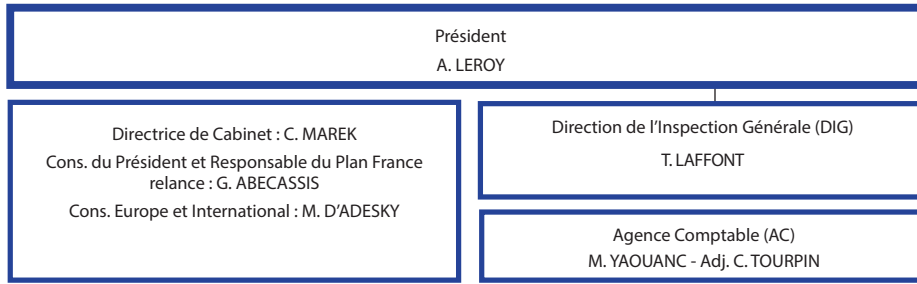 Président
A. LEROY
Directrice de Cabinet : C. MAREK
Cons. du Président et Responsable du Plan France
relance : G. ABECASSIS
Cons. Europe et International : M. D'ADESKY
Direction de l’Inspection Générale (DIG)
T. LAFFONT
Agence Comptable (AC)
M. YAOUANC - Adj. C. TOURPIN